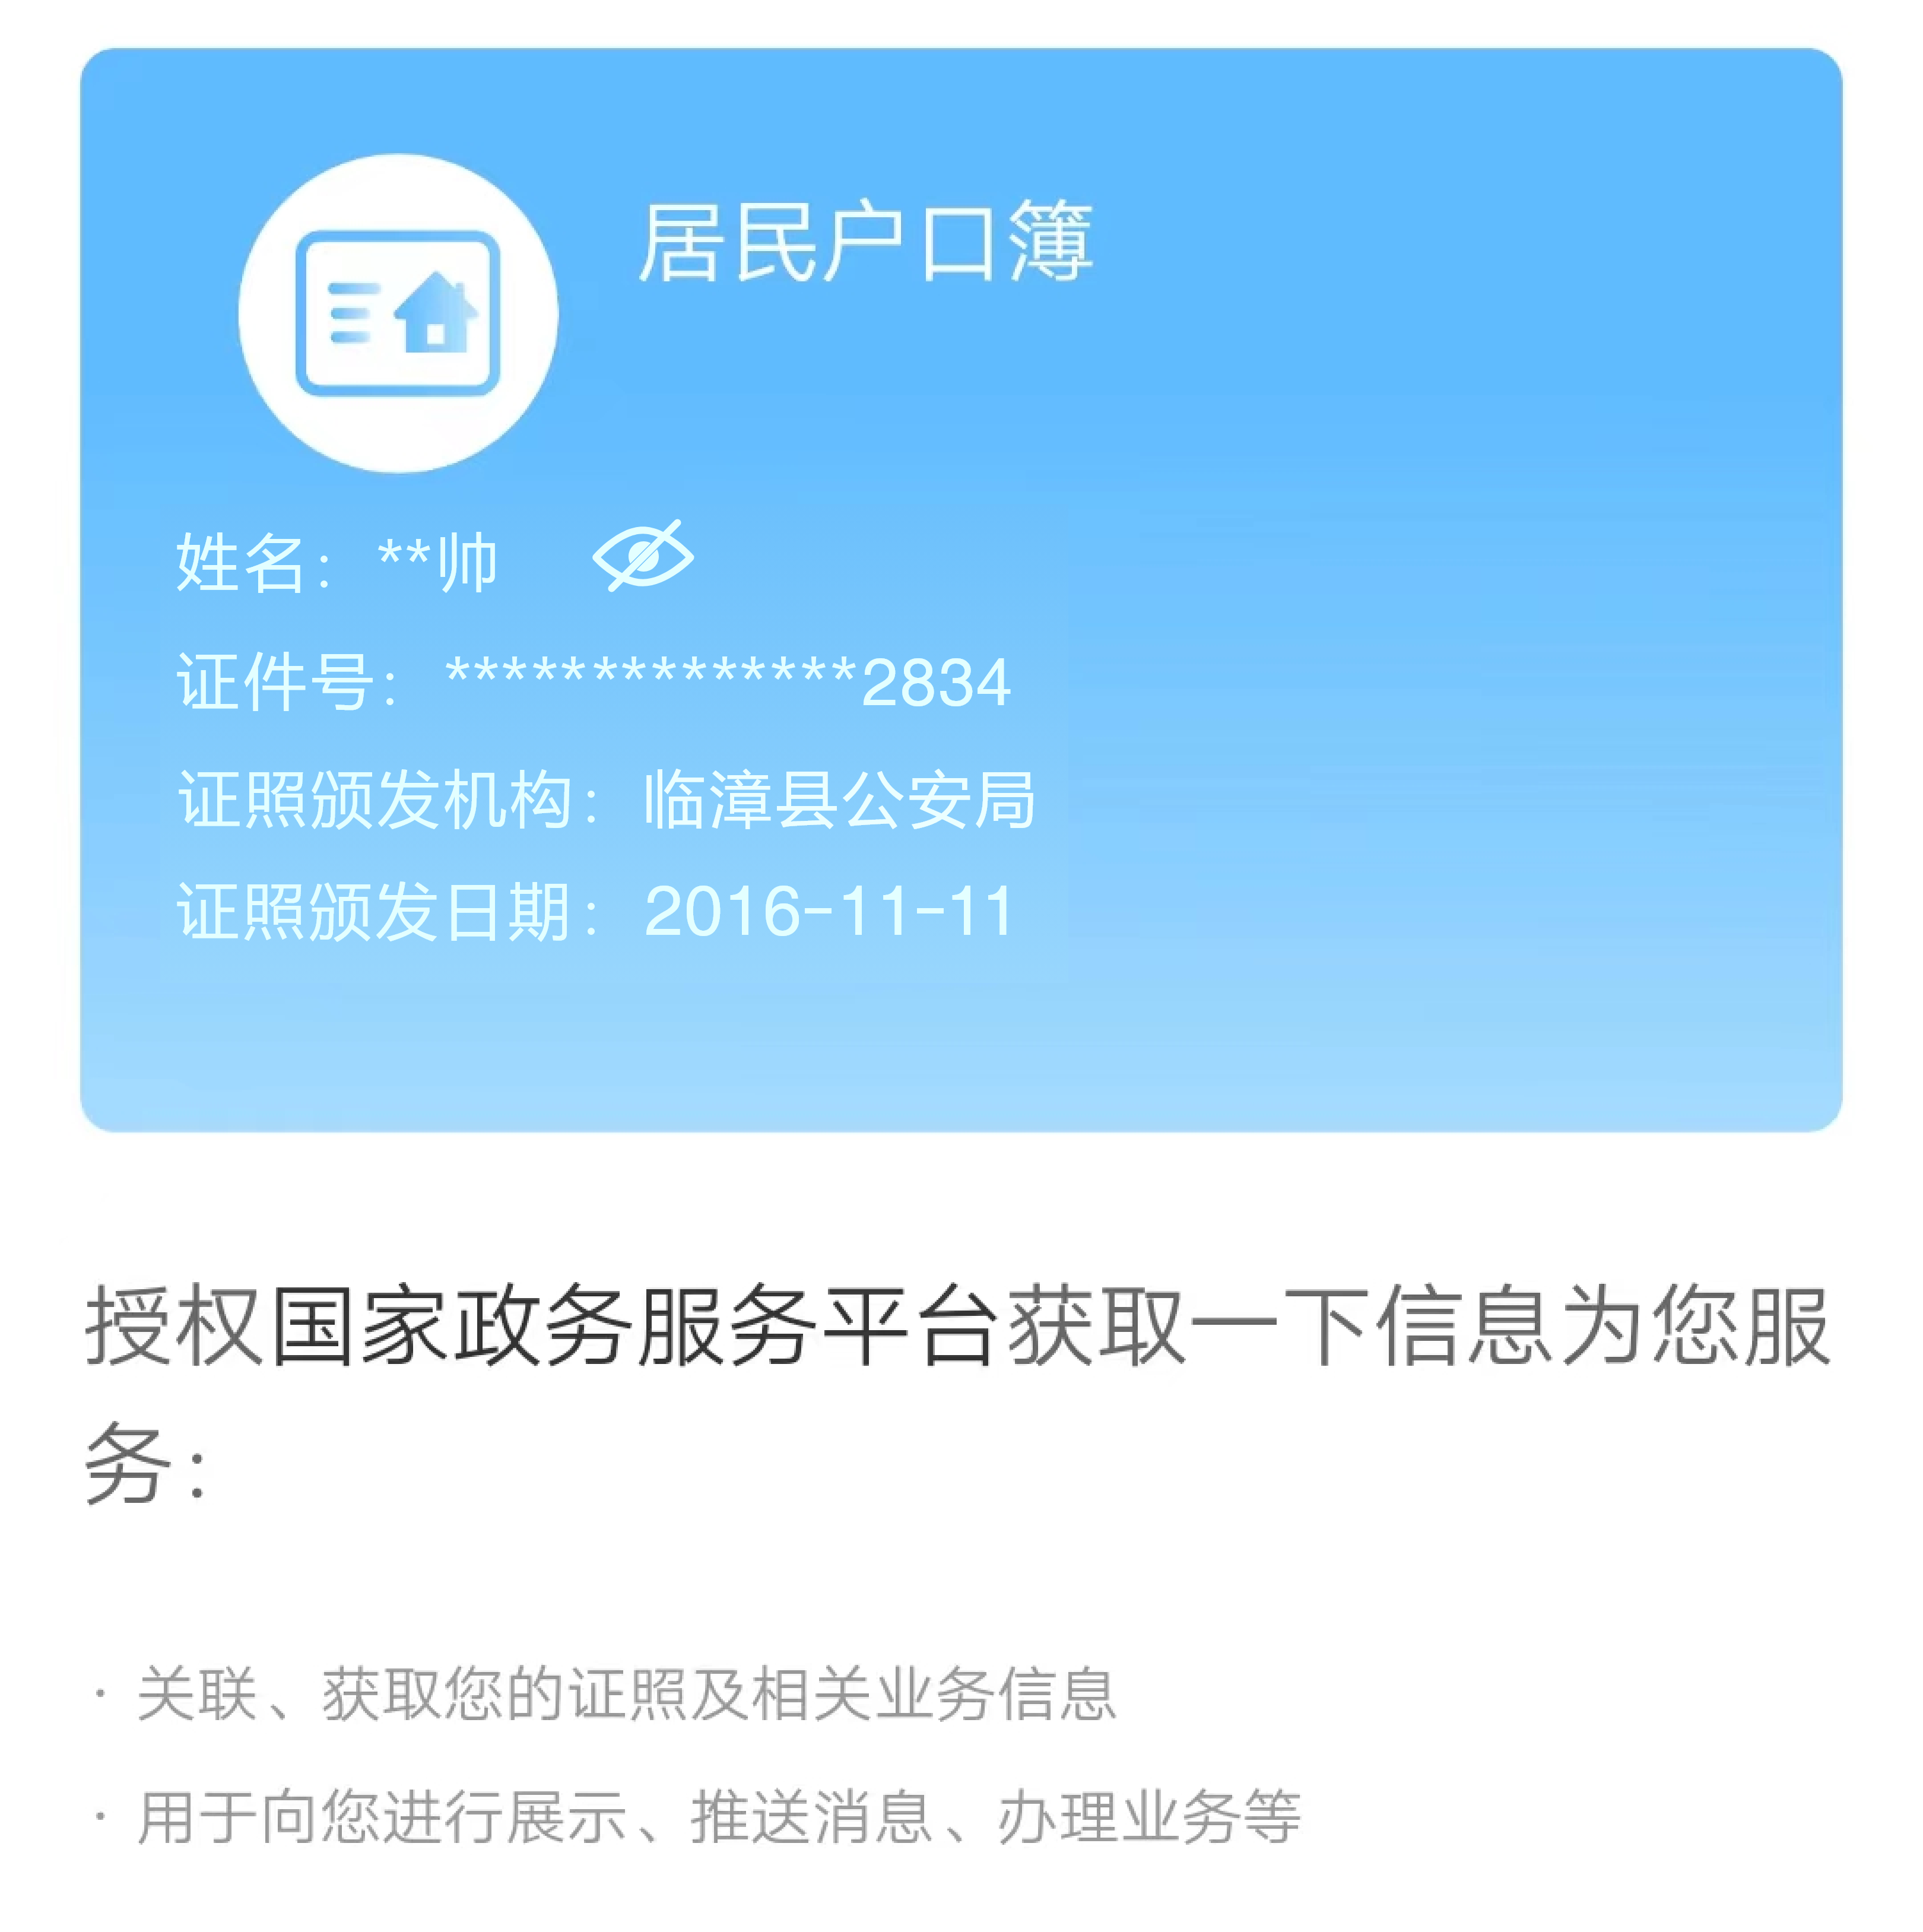 居民户口簿
姓名：**帅
证件号：**************2834
证照颁发机构：临漳县公安局
证照颁发日期：2016-11-11
授权国家政务服务平台获取一下信息为您服
务：
· 关联、获取您的证照及相关业务信息
· 用于向您进行展示、推送消息、办理业务等